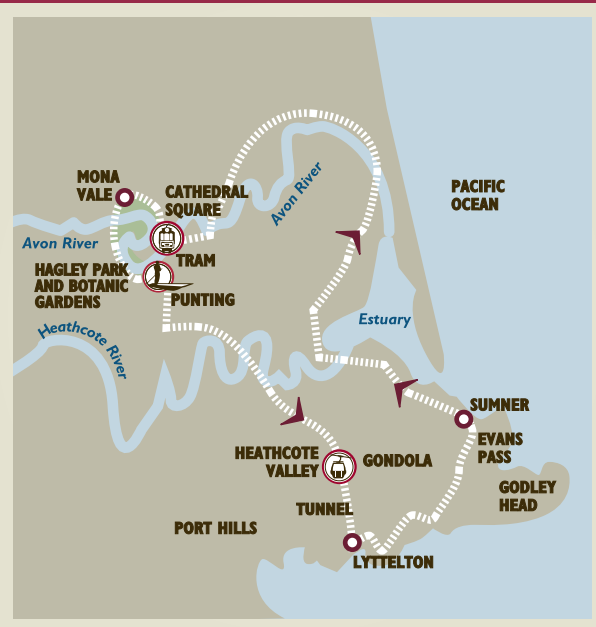 MONA
VALE
CATHEDRAL
SQUARE
Avon River
PACIFIC
OCEAN
Avon River
TRAM
HAGLEY PARK
AND BOTANIC
GARDENS
PUNTING
Estuary
Heathcote River
SUMNER
EVANS
PASS
HEATHCOTE
VALLEY
GONDOLA
GODLEY
HEAD
TUNNEL
PORT HILLS
LYTTELTON